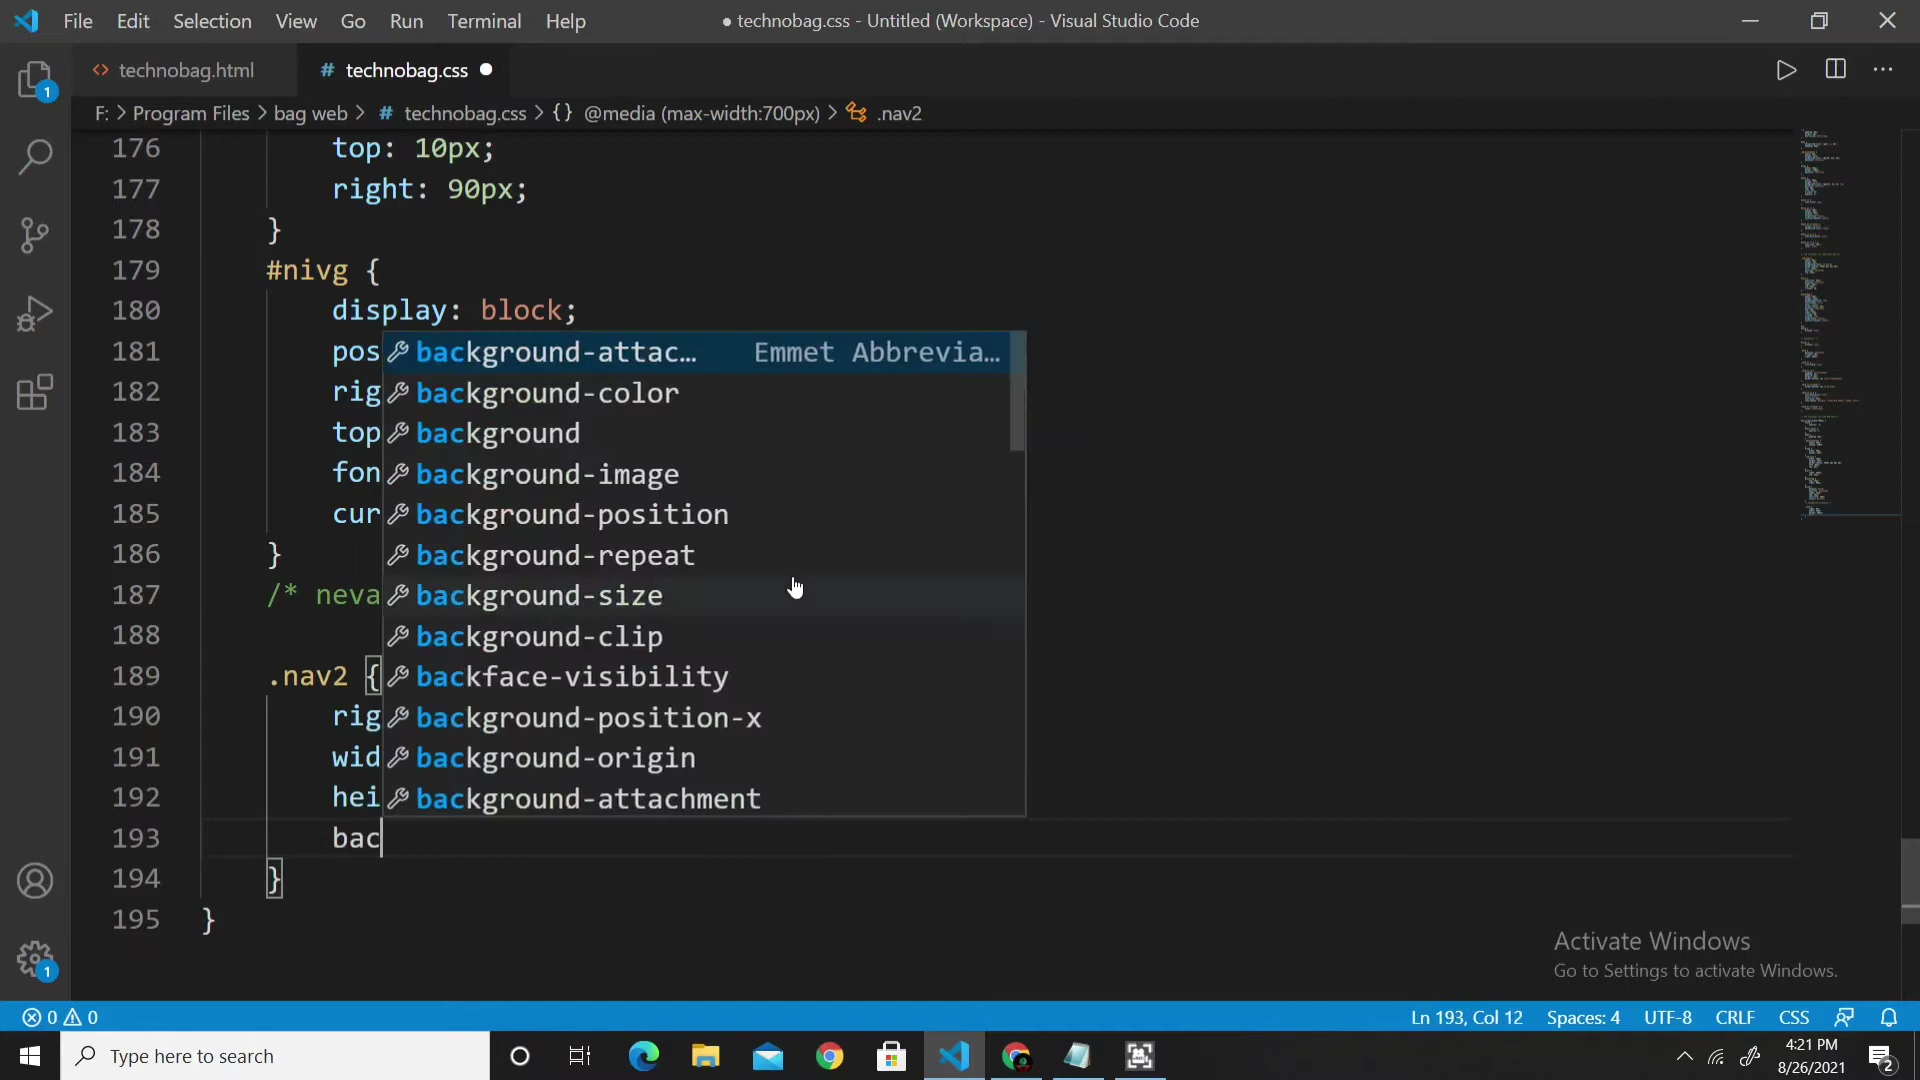 File Edit Selection View Go Run Terminal Help
● technobag.css - Untitled (Workspace) - Visual Studio Code
<> technobag.html
# technobag.css ●
F: > Program Files > bag web > # technobag.css > {} @media (max-width:700px) > .nav2
176 top: 10px;
177 right: 90px;
178 }
179 #nivg {
180 display: block;
181 pos
182 rig
183 top
184 fon
185 cur
186 }
187 /* neva
188
189 .nav2 {
190 rig
191 wid
192 hei
193 bac
194 }
195 }
background-attac… Emmet Abbrevia…
background-color
background
background-image
background-position
background-repeat
background-size
background-clip
backface-visibility
background-position-x
background-origin
background-attachment
1
1
Activate Windows
Go to Settings to activate Windows.
0 0
Ln 193, Col 12 Spaces: 4 UTF-8 CRLF CSS
Type here to search
4:21 PM
8/26/2021
2